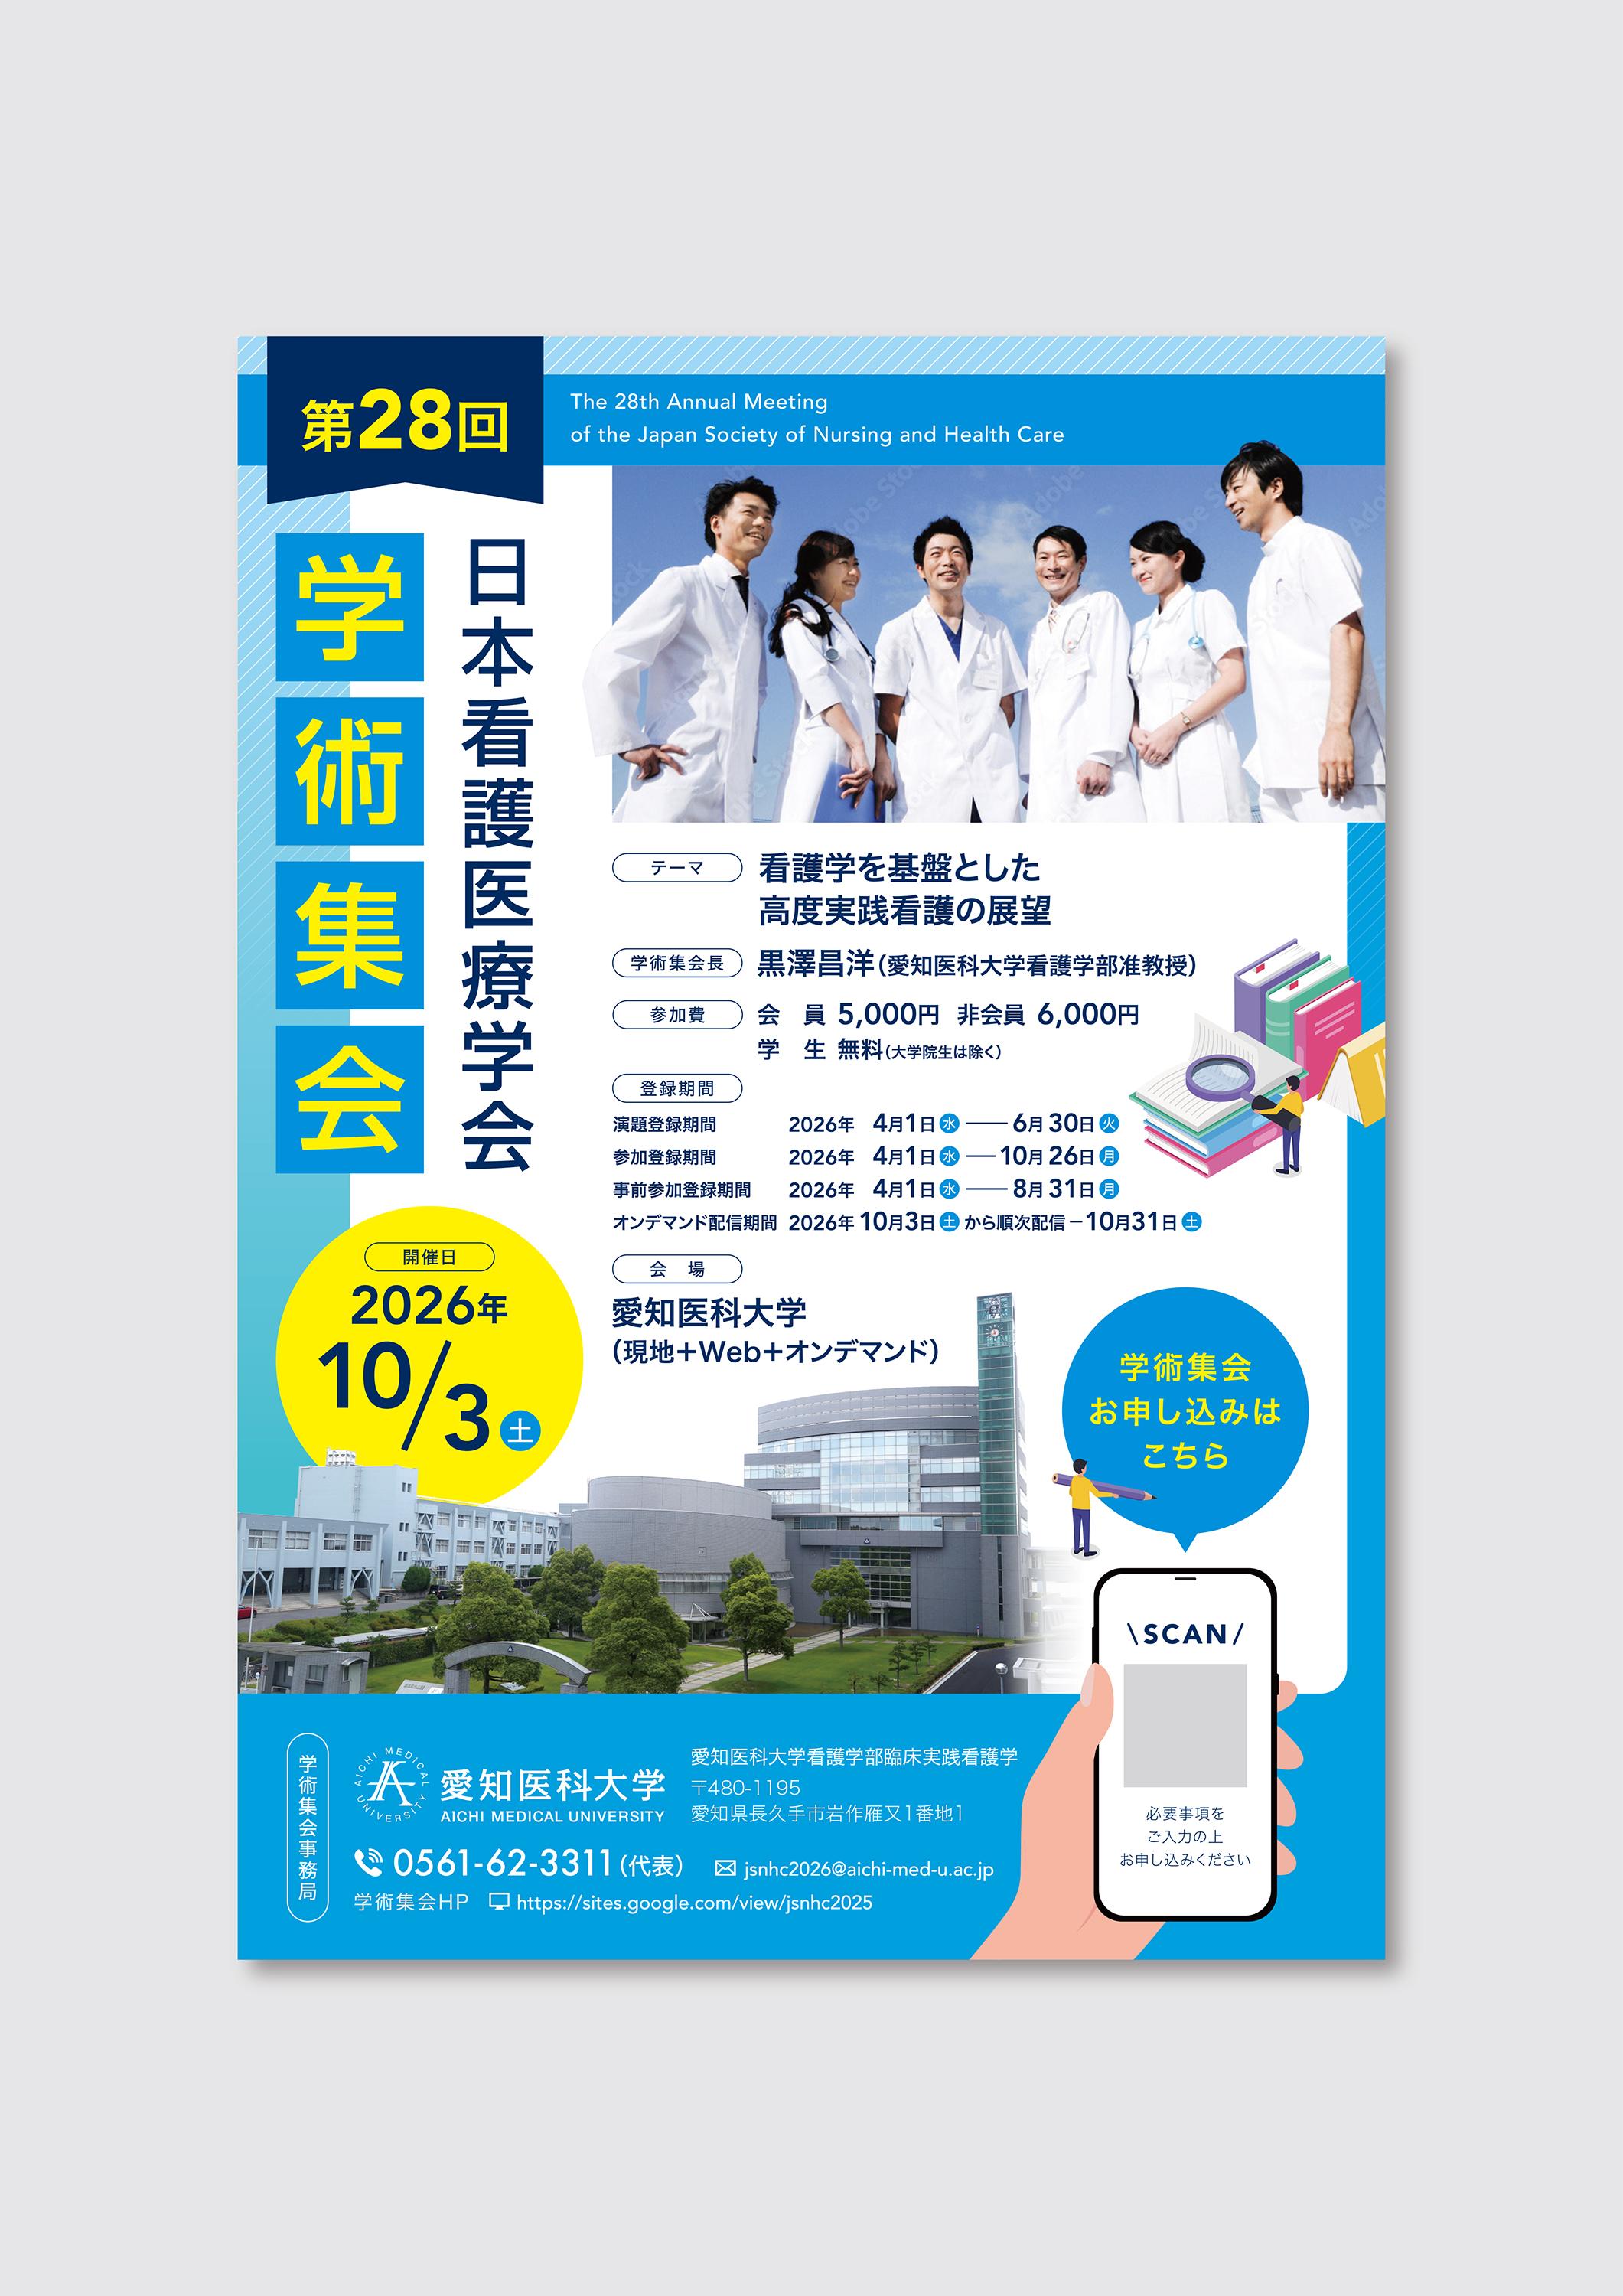 第28回
The 28th Annual Meeting
of the Japan Society of Nursing and Health Care
日本看護医療学会
学術集会
テーマ
看護学を基盤とした
高度実践看護の展望
学術集会長
黒澤昌洋(愛知医科大学看護学部准教授)
参加費
会　員 5,000円 非会員 6,000円
学　生 無料(大学院生は除く)
登録期間
演題登録期間 2026年 4月1日 水 ── 6月30日 火
参加登録期間 2026年 4月1日 水 ── 10月26日 月
事前参加登録期間 2026年 4月1日 水 ── 8月31日 月
オンデマンド配信期間 2026年 10月3日 土 から順次配信－10月31日 土
開催日
2026年
10/3 土
会　場
愛知医科大学
(現地+Web+オンデマンド)
学術集会
お申し込みは
こちら
\SCAN/
必要事項を
ご入力の上
お申し込みください
学術集会事務局
AICHI MEDICAL UNIVERSITY
愛知医科大学
AICHI MEDICAL UNIVERSITY
愛知医科大学看護学部臨床実践看護学
〒480-1195
愛知県長久手市岩作雁又1番地1
0561-62-3311(代表)
jsnhc2026@aichi-med-u.ac.jp
学術集会HP https://sites.google.com/view/jsnhc2025
Adobe Stock